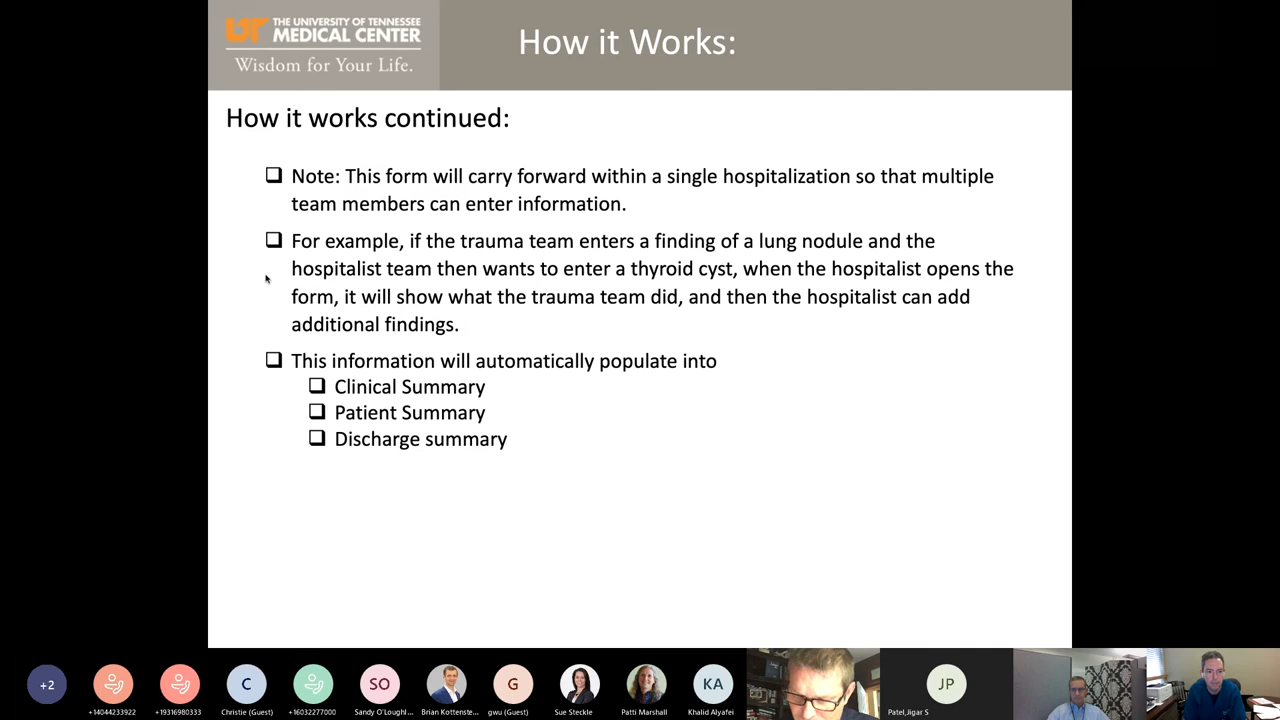 THE UNIVERSITY OF TENNESSEE
UT MEDICAL CENTER
Wisdom for Your Life.
How it Works:
How it works continued:
Note: This form will carry forward within a single hospitalization so that multiple
team members can enter information.
For example, if the trauma team enters a finding of a lung nodule and the
hospitalist team then wants to enter a thyroid cyst, when the hospitalist opens the
form, it will show what the trauma team did, and then the hospitalist can add
additional findings.
This information will automatically populate into
Clinical Summary
Patient Summary
Discharge summary
+2
C
SO
G
KA
JP
+14044233922
+19316980333
Christie (Guest)
+16032277000
Sandy O'Loughl...
Brian Kottenste...
gwu (Guest)
Sue Steckle
Patti Marshall
Khalid Alyafei
Patel,Jigar S